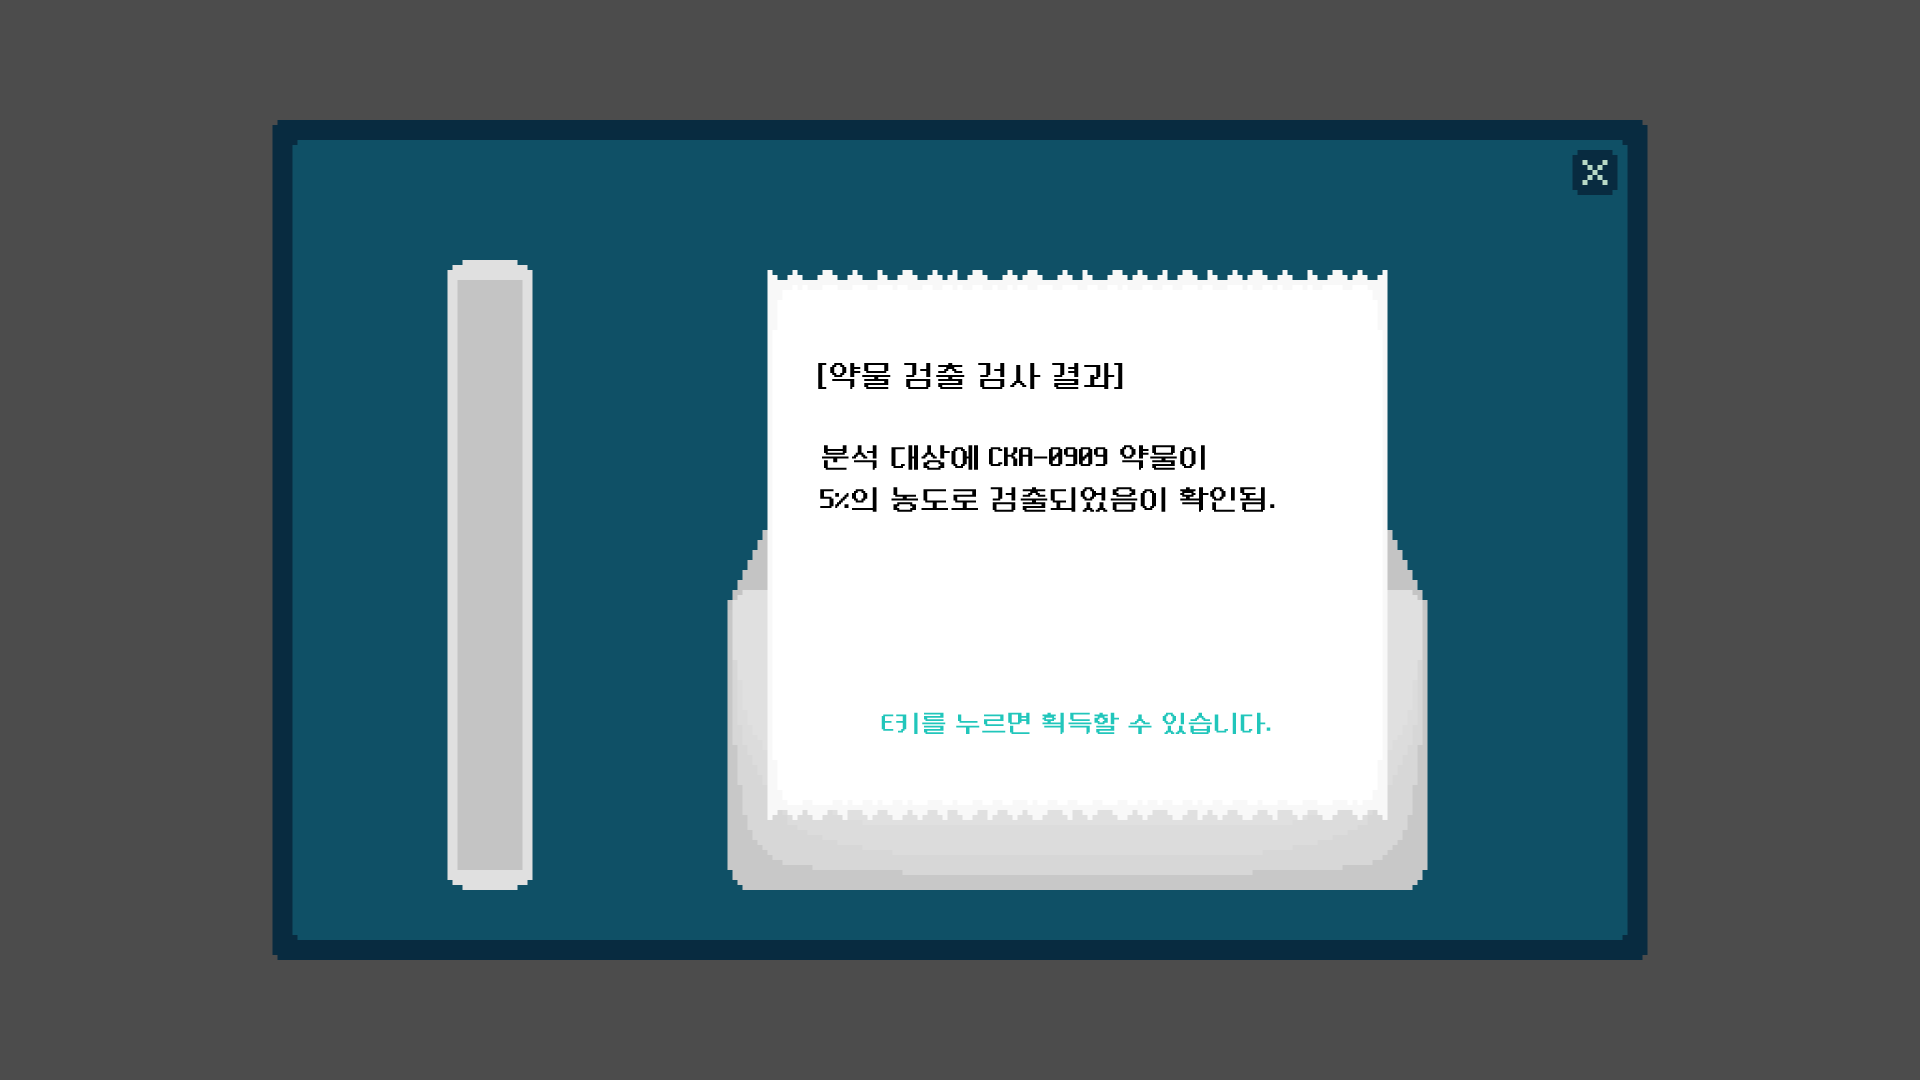 [약물 검출 검사 결과]
분석 대상에 CKA-0909 약물이
5%의 농도로 검출되었음이 확인됨.
E키를 누르면 획득할 수 있습니다.